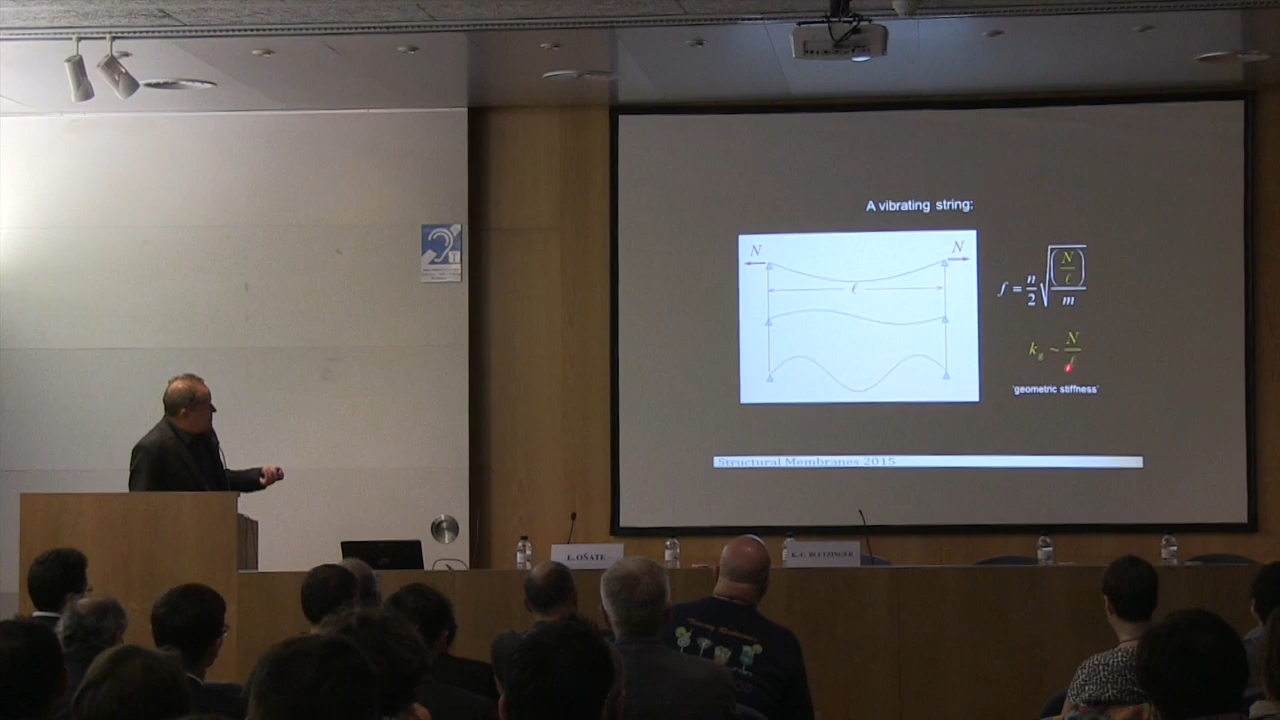 A vibrating string:
N N
ℓ
f = n/2 √((N/ℓ)/m)
k_g ~ N/ℓ
'geometric stiffness'
Structural Membranes 2015
E. OÑATE
K.-U. BLETZINGER